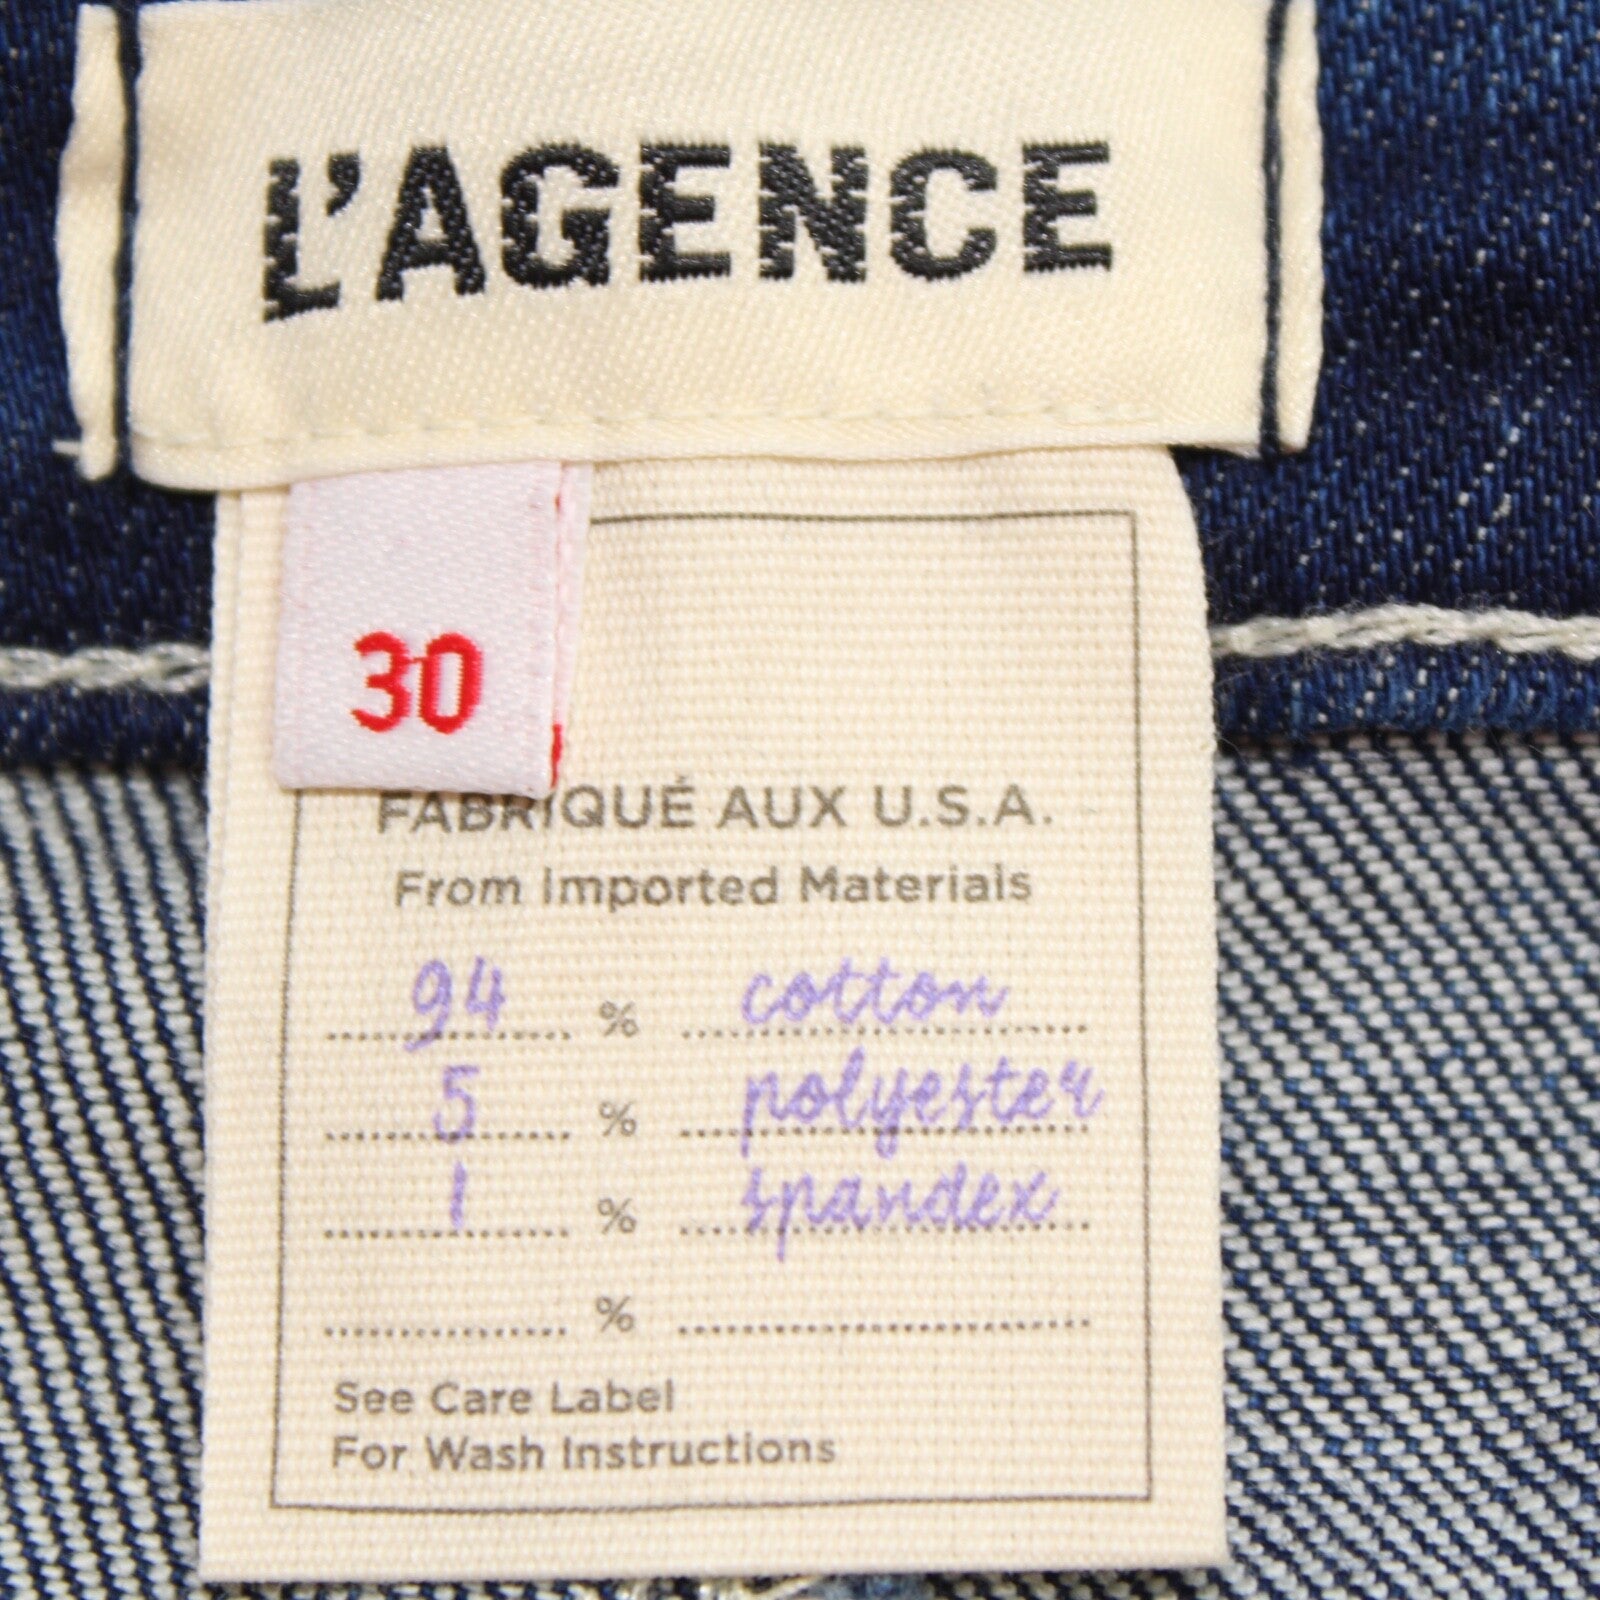 L'AGENCE
30
FABRIQUÉ AUX U.S.A.
From Imported Materials
94 % cotton
5 % polyester
1 % spandex
%
See Care Label
For Wash Instructions